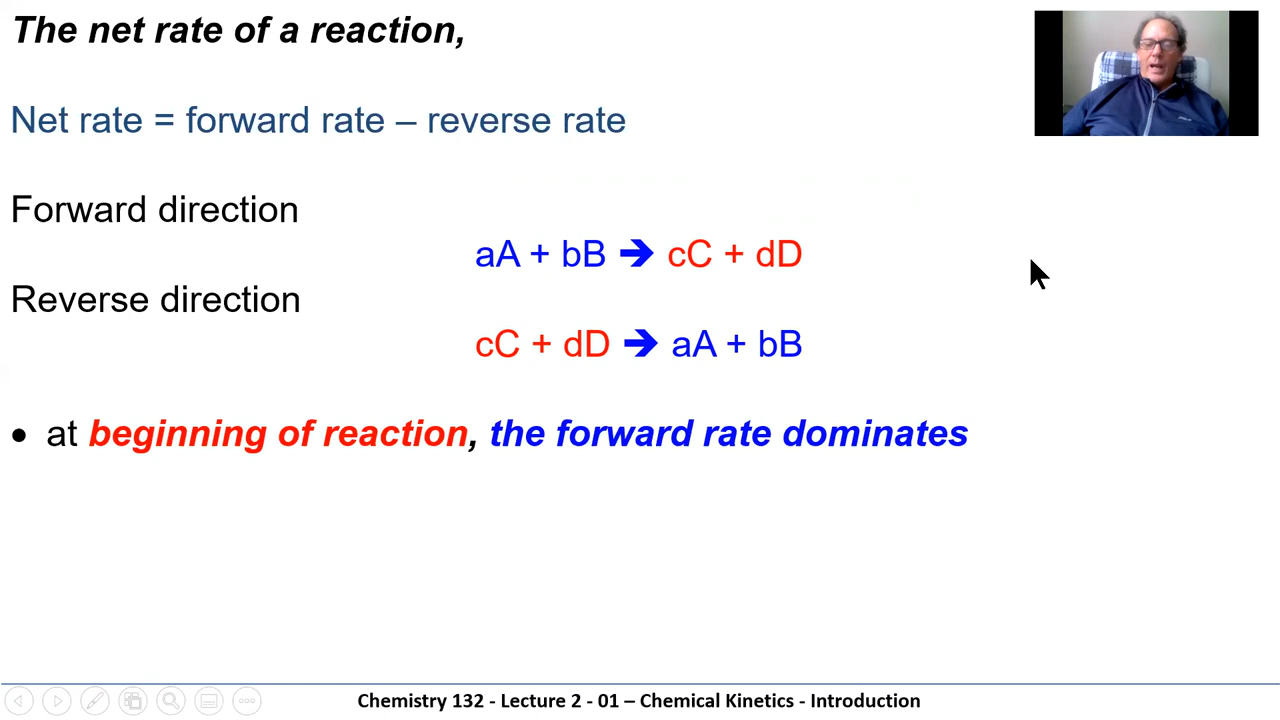 The net rate of a reaction,
Net rate = forward rate – reverse rate
Forward direction
aA + bB ➔ cC + dD
Reverse direction
cC + dD ➔ aA + bB
• at beginning of reaction, the forward rate dominates
Chemistry 132 - Lecture 2 - 01 – Chemical Kinetics - Introduction